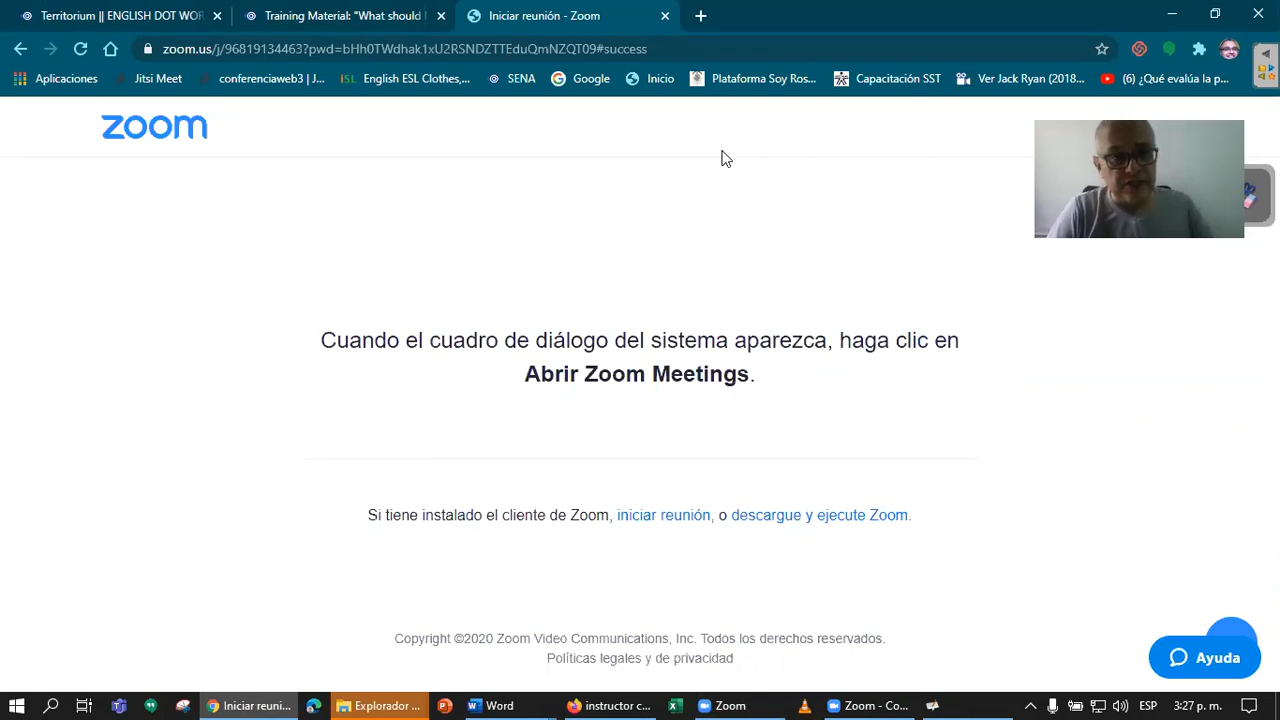 Territorium || ENGLISH DOT WOR
Training Material: "What should
Iniciar reunión - Zoom
zoom.us/j/96819134463?pwd=bHh0TWdhak1xU2RSNDZTTEduQmNZQT09#success
Aplicaciones
Jitsi Meet
conferenciaweb3 | J...
iSL English ESL Clothes,...
SENA
Google
Inicio
Plataforma Soy Ros...
Capacitación SST
Ver Jack Ryan (2018...
(6) ¿Qué evalúa la p...
zoom
Cuando el cuadro de diálogo del sistema aparezca, haga clic en
Abrir Zoom Meetings.
Si tiene instalado el cliente de Zoom, iniciar reunión, o descargue y ejecute Zoom.
Copyright ©2020 Zoom Video Communications, Inc. Todos los derechos reservados.
Políticas legales y de privacidad
Ayuda
Iniciar reuni...
Explorador ...
Word
instructor c...
Zoom
Zoom - Co...
ESP
3:27 p. m.